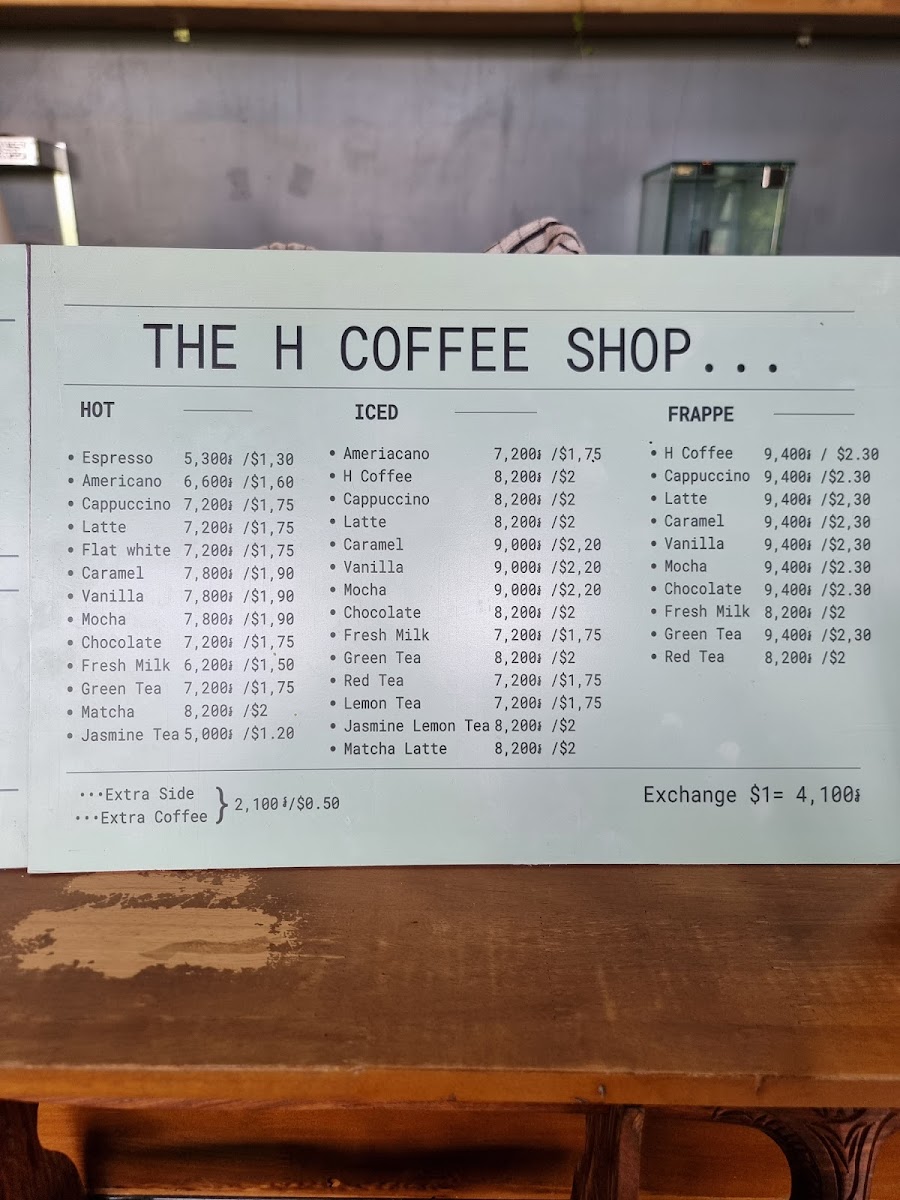 THE H COFFEE SHOP...
HOT
• Espresso 5,300៛ /$1,30
• Americano 6,600៛ /$1,60
• Cappuccino 7,200៛ /$1,75
• Latte 7,200៛ /$1,75
• Flat white 7,200៛ /$1,75
• Caramel 7,800៛ /$1,90
• Vanilla 7,800៛ /$1,90
• Mocha 7,800៛ /$1,90
• Chocolate 7,200៛ /$1,75
• Fresh Milk 6,200៛ /$1,50
• Green Tea 7,200៛ /$1,75
• Matcha 8,200៛ /$2
• Jasmine Tea 5,000៛ /$1.20
ICED
• Ameriacano 7,200៛ /$1,75
• H Coffee 8,200៛ /$2
• Cappuccino 8,200៛ /$2
• Latte 8,200៛ /$2
• Caramel 9,000៛ /$2,20
• Vanilla 9,000៛ /$2,20
• Mocha 9,000៛ /$2,20
• Chocolate 8,200៛ /$2
• Fresh Milk 7,200៛ /$1,75
• Green Tea 8,200៛ /$2
• Red Tea 7,200៛ /$1,75
• Lemon Tea 7,200៛ /$1,75
• Jasmine Lemon Tea 8,200៛ /$2
• Matcha Latte 8,200៛ /$2
FRAPPE
• H Coffee 9,400៛ / $2.30
• Cappuccino 9,400៛ /$2.30
• Latte 9,400៛ /$2,30
• Caramel 9,400៛ /$2,30
• Vanilla 9,400៛ /$2,30
• Mocha 9,400៛ /$2.30
• Chocolate 9,400៛ /$2.30
• Fresh Milk 8,200៛ /$2
• Green Tea 9,400៛ /$2,30
• Red Tea 8,200៛ /$2
···Extra Side
···Extra Coffee } 2,100៛/$0.50
Exchange $1= 4,100៛